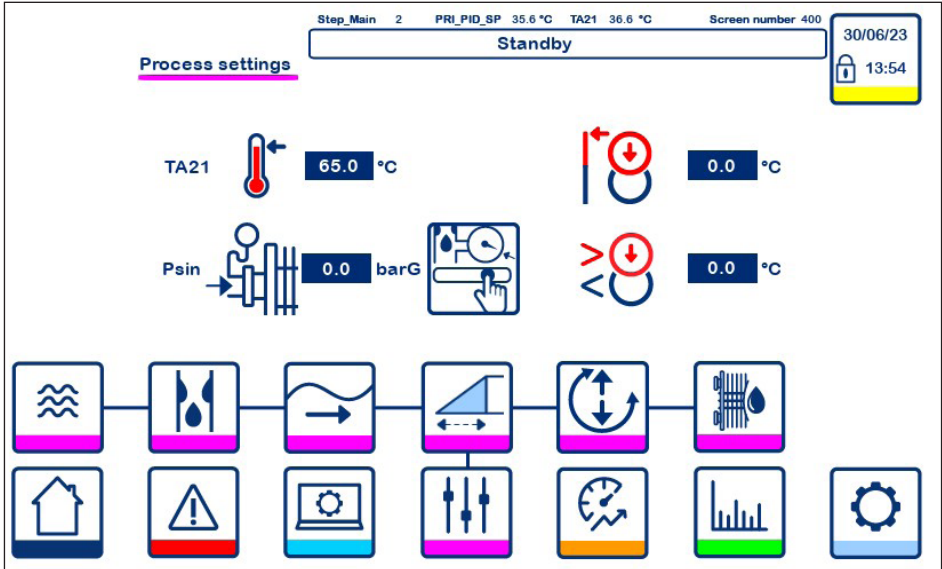 Step_Main 2 PRI_PID_SP 35.6 °C TA21 36.6 °C Screen number 400
Standby
30/06/23
13:54
Process settings
TA21 65.0 °C
0.0 °C
Psin 0.0 barG
0.0 °C